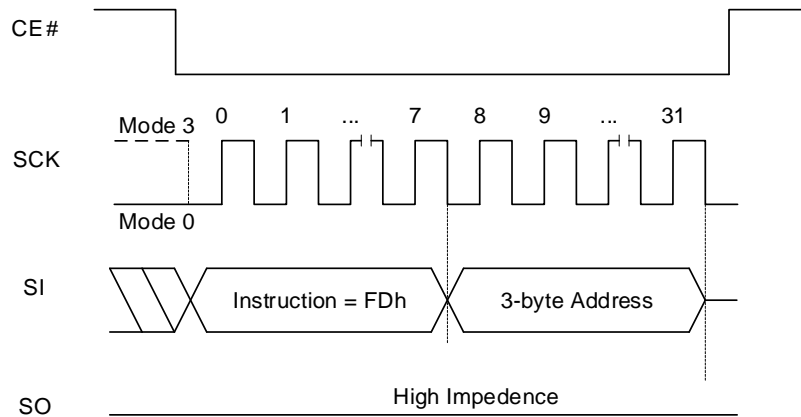 CE#
0 1 ... 7 8 9 ... 31
Mode 3
SCK
Mode 0
SI
Instruction = FDh
3-byte Address
High Impedence
SO